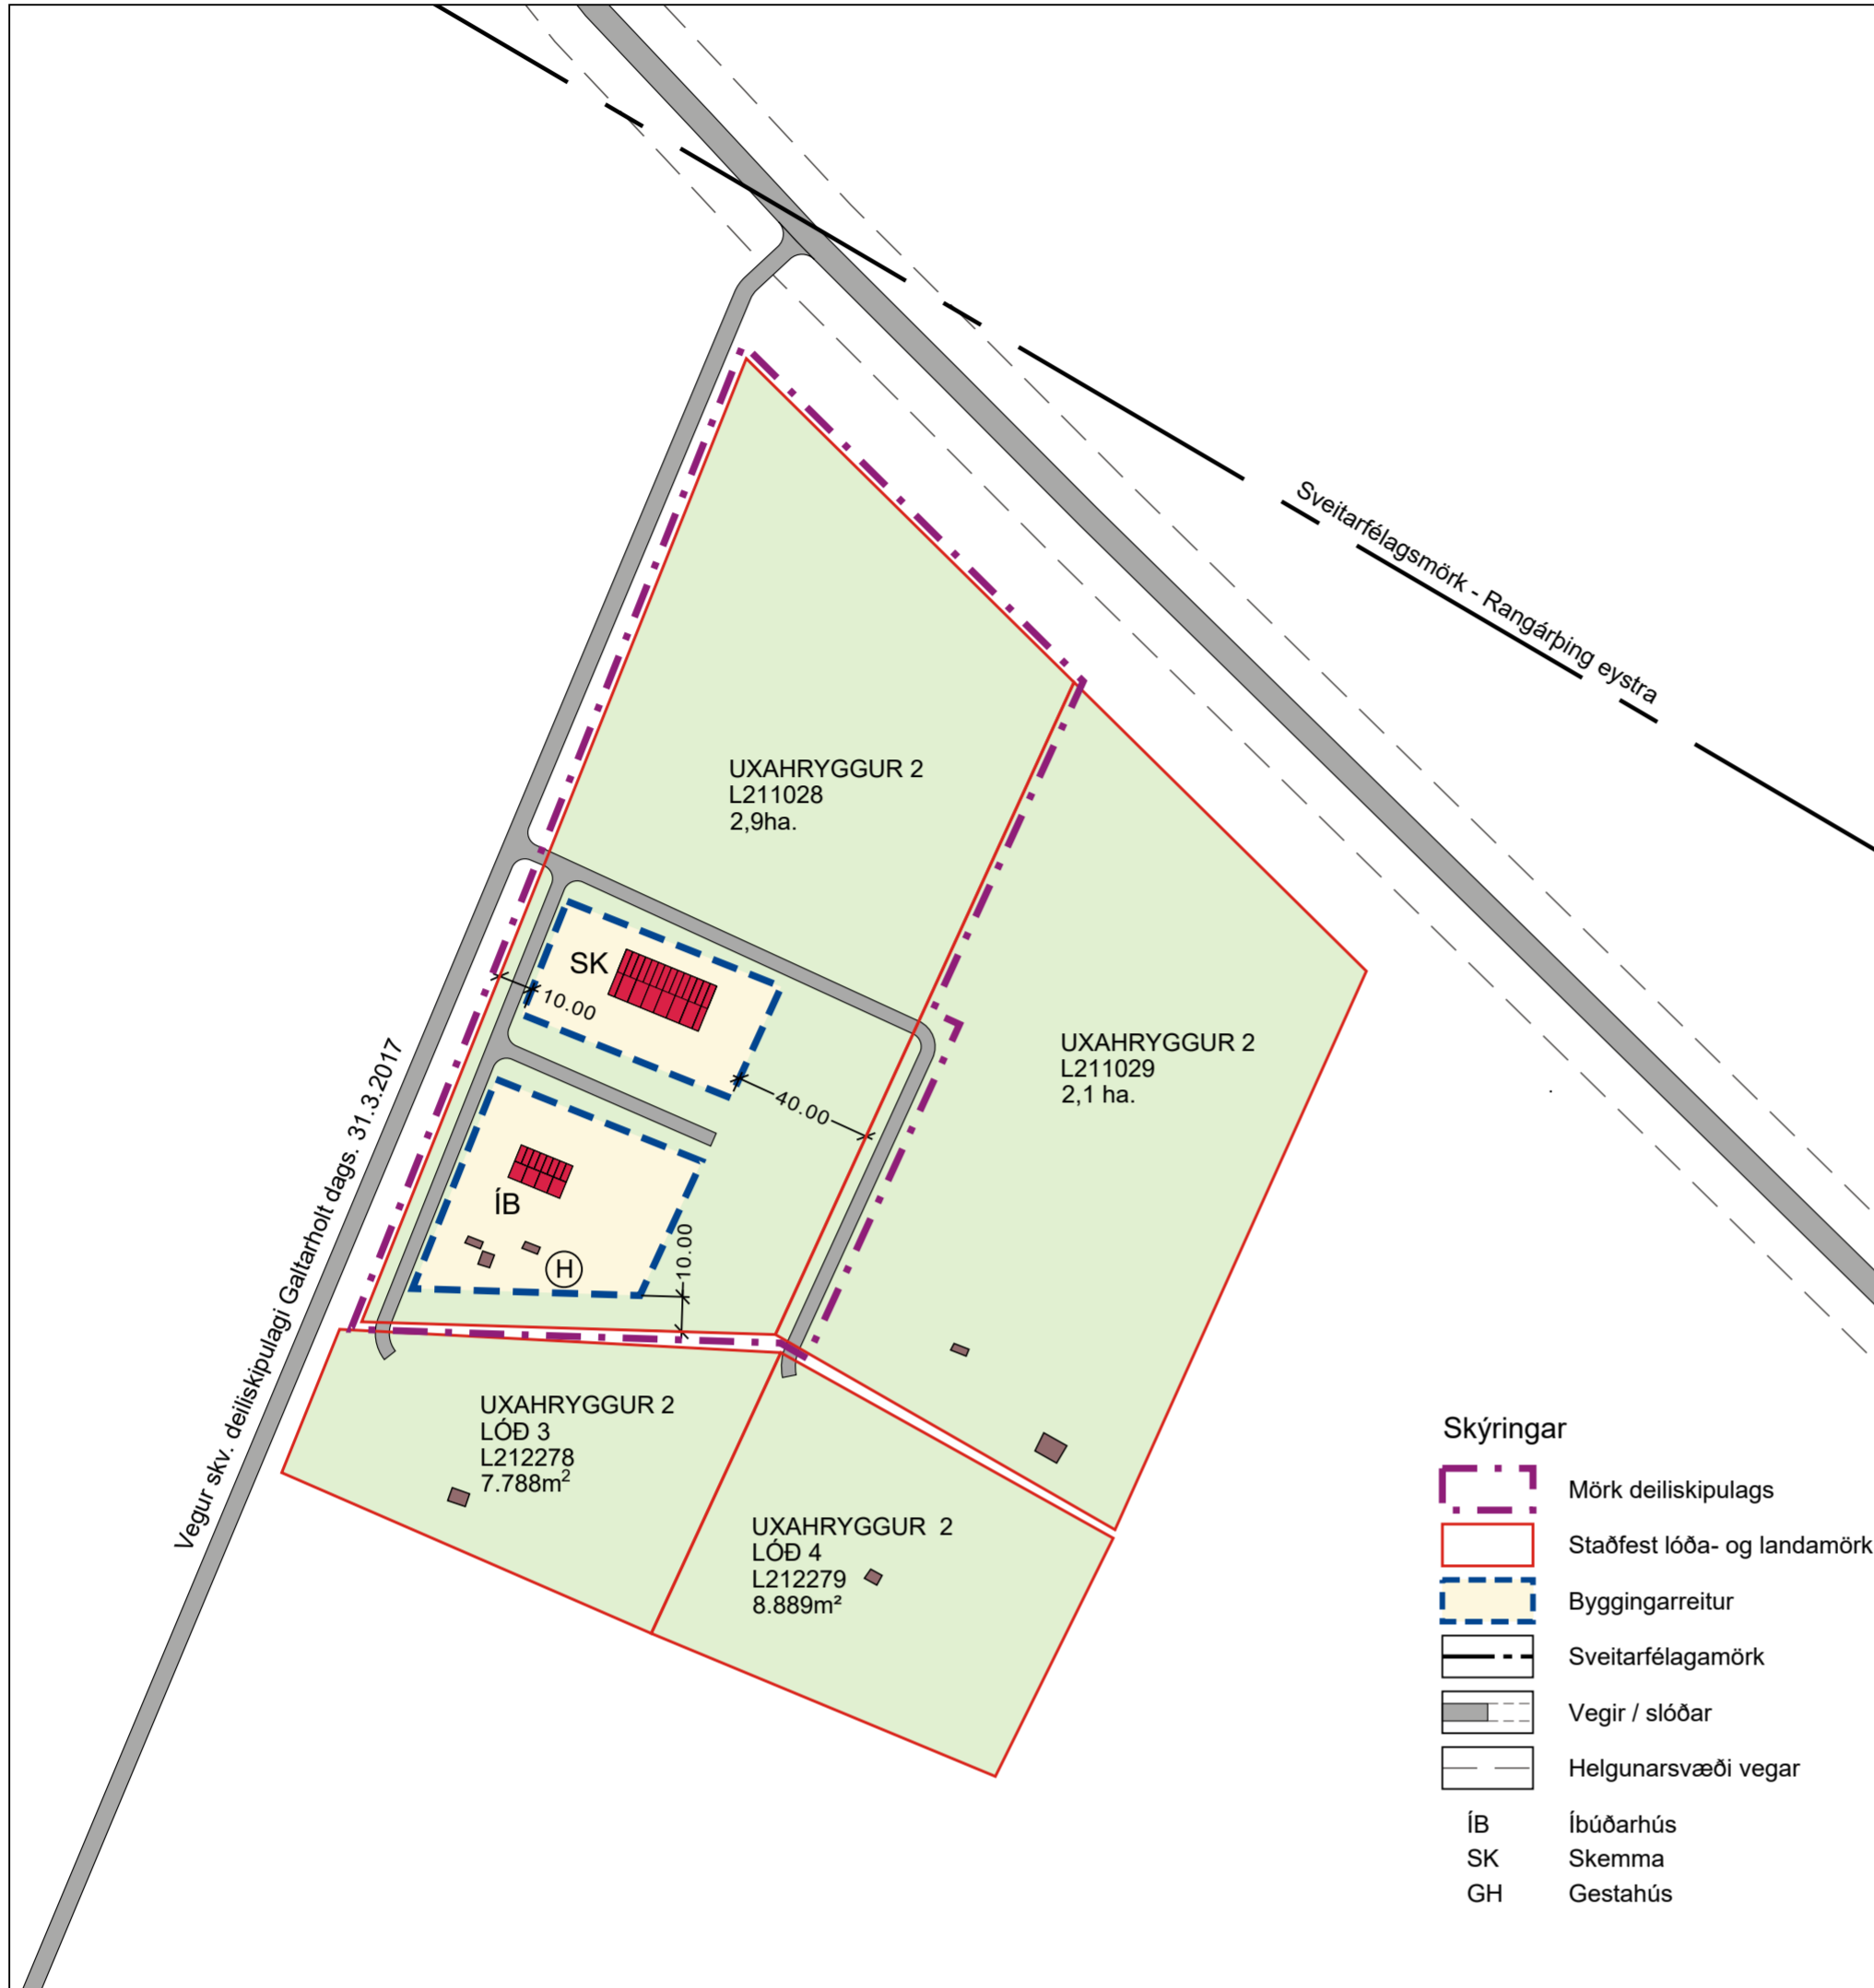 Sveitarfélagsmörk - Rangárþing eystra
UXAHRYGGUR 2
L211028
2,9ha.
SK
10.00
UXAHRYGGUR 2
L211029
2,1 ha.
40.00
Vegur skv. deiliskipulagi Galtarholt dags. 31.3.2017
ÍB
H
10.00
UXAHRYGGUR 2
LÓÐ 3
L212278
7.788m²
UXAHRYGGUR 2
LÓÐ 4
L212279
8.889m²
Skýringar
Mörk deiliskipulags
Staðfest lóða- og landamörk
Byggingarreitur
Sveitarfélagamörk
Vegir / slóðar
Helgunarsvæði vegar
ÍB Íbúðarhús
SK Skemma
GH Gestahús